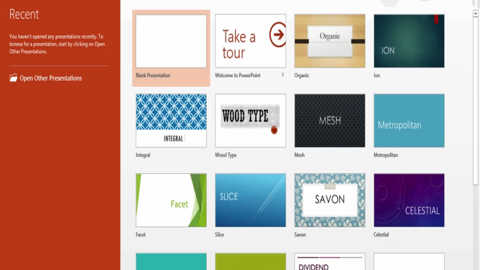 Recent
You haven't opened any presentations recently. To
browse for a presentation, start by clicking on Open
Other Presentations.
Open Other Presentations
Take a
tour
Organic
ION
Blank Presentation
Welcome to PowerPoint
Organic
Ion
INTEGRAL
WOOD TYPE
MESH
Metropolitan
Integral
Wood Type
Mesh
Metropolitan
Facet
SLICE
SAVON
CELESTIAL
Facet
Slice
Savon
Celestial
DIVIDEND